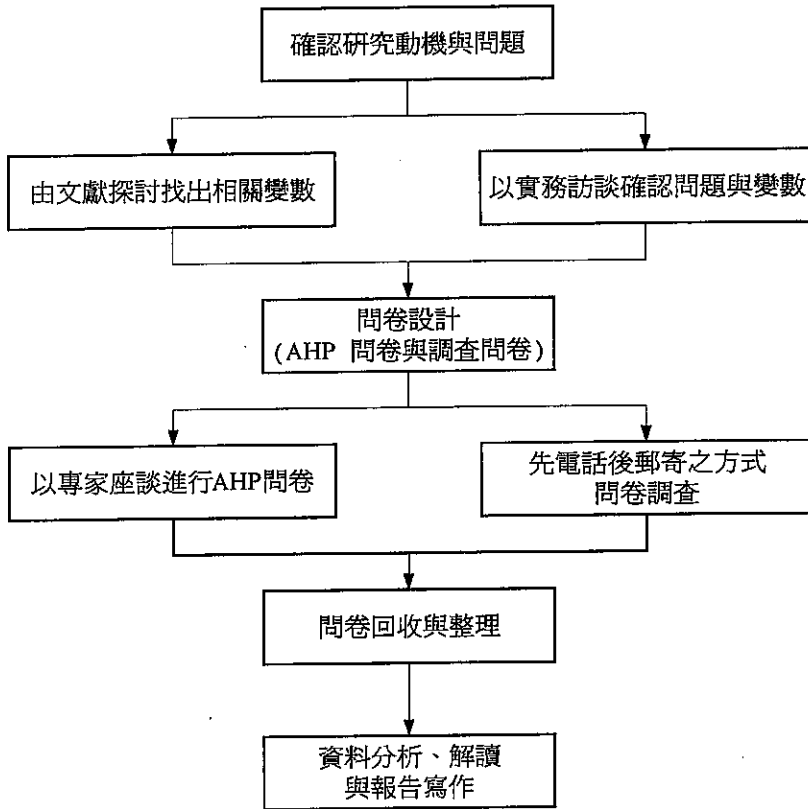 確認研究動機與問題
由文獻探討找出相關變數
以實務訪談確認問題與變數
問卷設計
(AHP 問卷與調查問卷)
以專家座談進行AHP問卷
先電話後郵寄之方式
問卷調查
問卷回收與整理
資料分析、解讀
與報告寫作